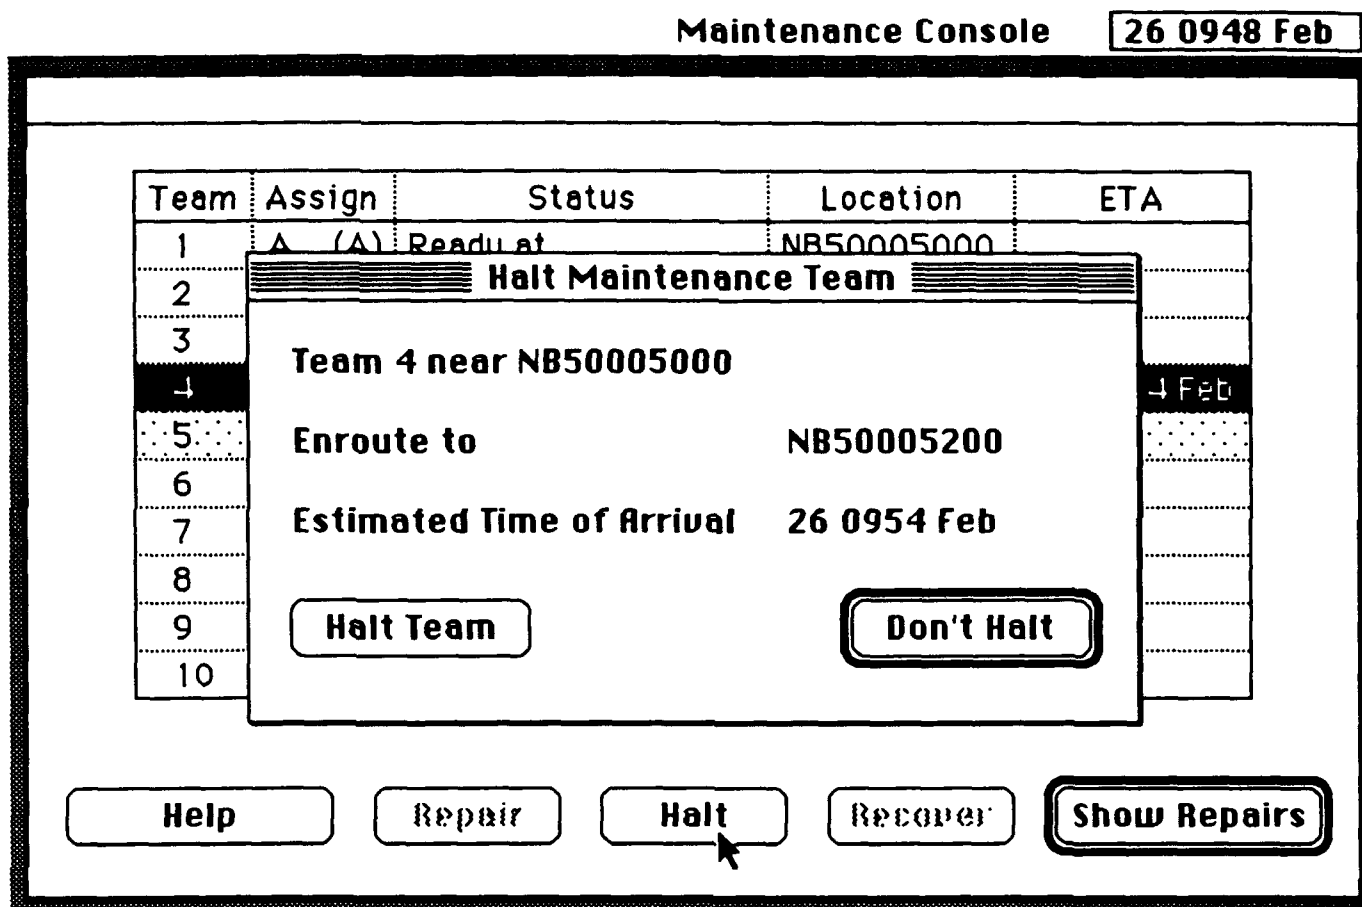 Maintenance Console 26 0948 Feb
Team Assign Status Location ETA
1 A (A) Ready at NB50005000
Halt Maintenance Team
2
3
Team 4 near NB50005000
4 4 Feb
5
Enroute to NB50005200
6
7
Estimated Time of Arrival 26 0954 Feb
8
9
Halt Team Don't Halt
10
Help Repair Halt Recover Show Repairs